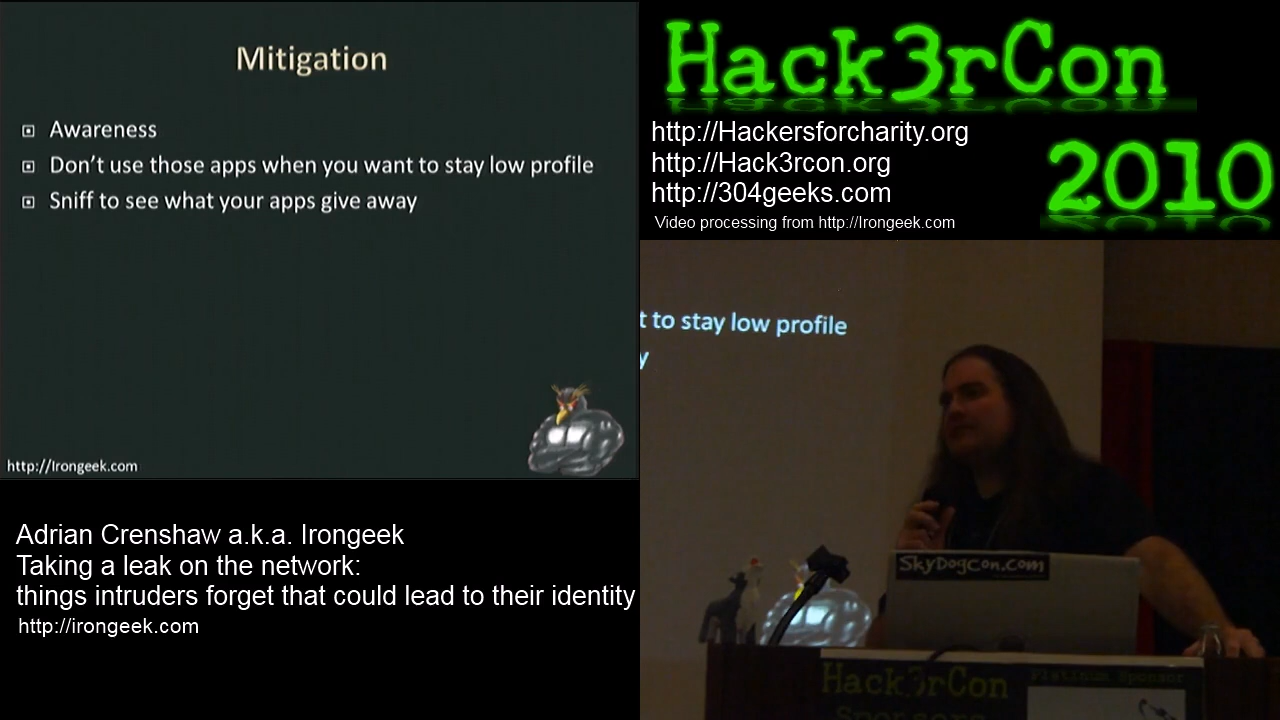 Mitigation
Awareness
Don't use those apps when you want to stay low profile
Sniff to see what your apps give away
http://Irongeek.com
Hack3rCon
2010
http://Hackersforcharity.org
http://Hack3rcon.org
http://304geeks.com
Video processing from http://Irongeek.com
t to stay low profile
y
SkyDogCon.com
Hack3rCon
Sponsors
Platinum Sponsor
Adrian Crenshaw a.k.a. Irongeek
Taking a leak on the network:
things intruders forget that could lead to their identity
http://irongeek.com